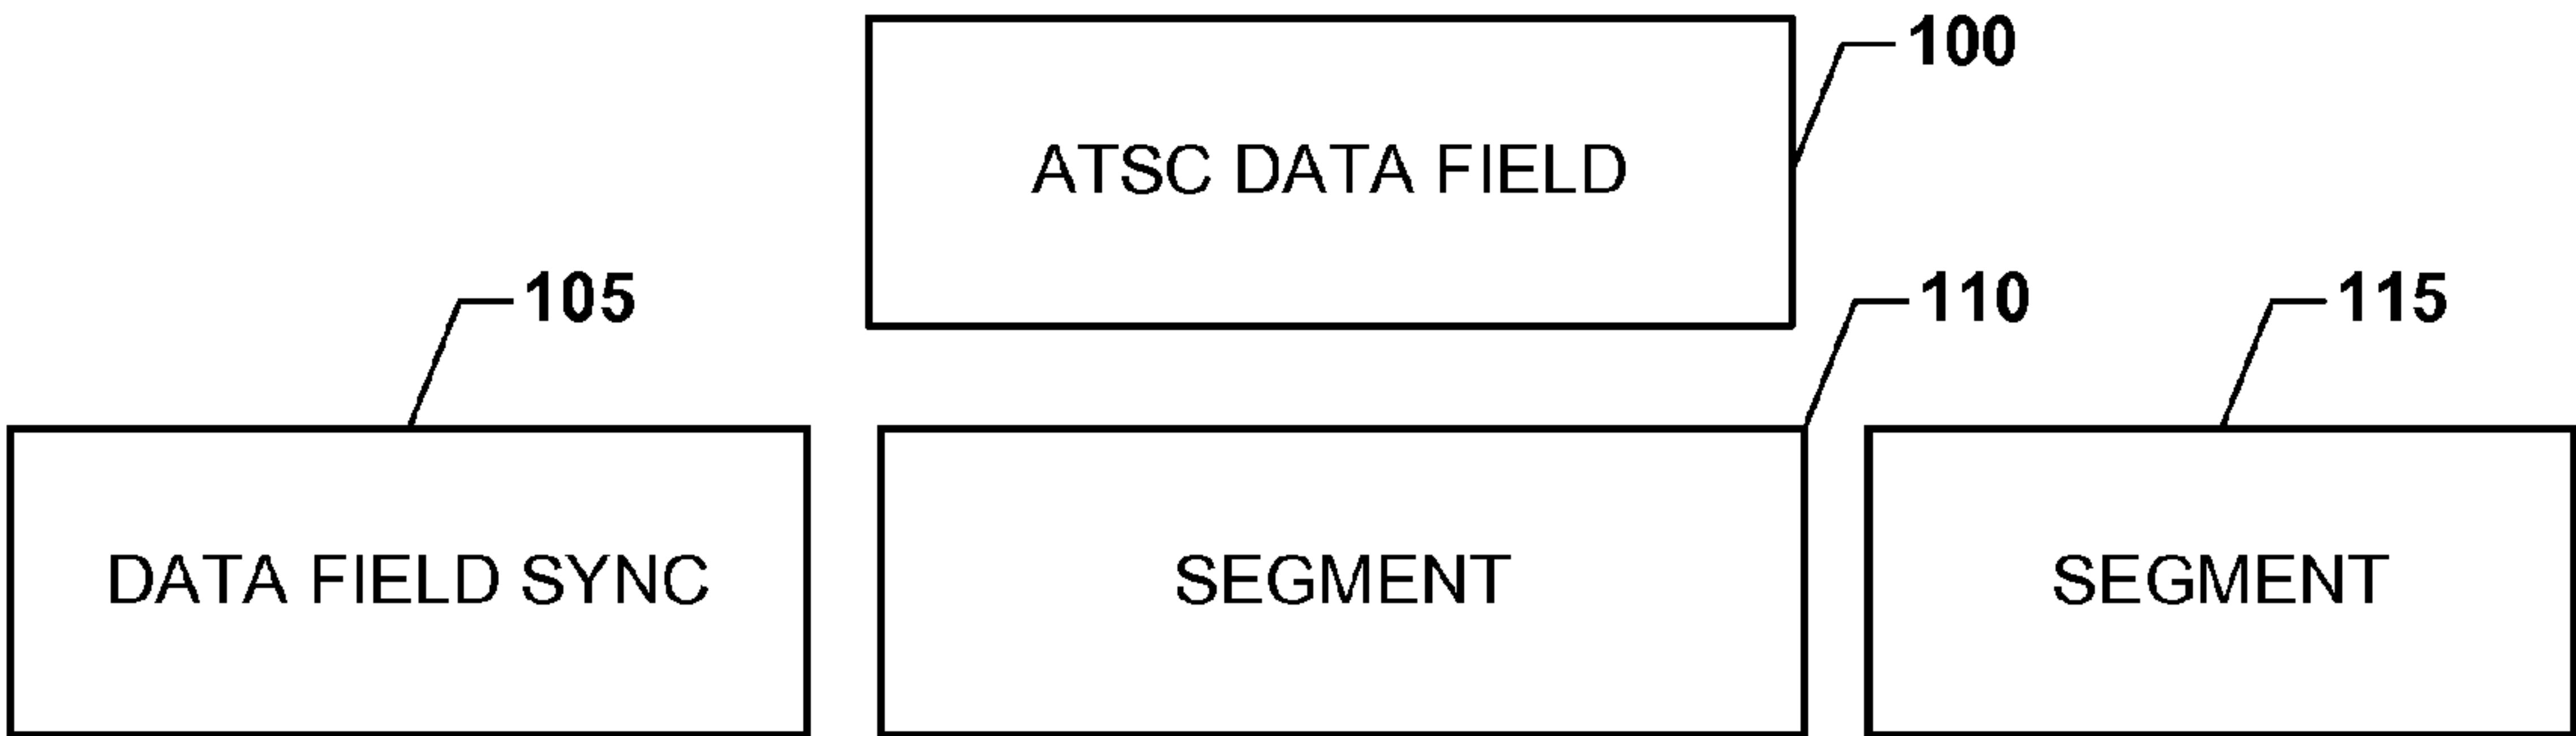 100
ATSC DATA FIELD
105
110
115
DATA FIELD SYNC
SEGMENT
SEGMENT